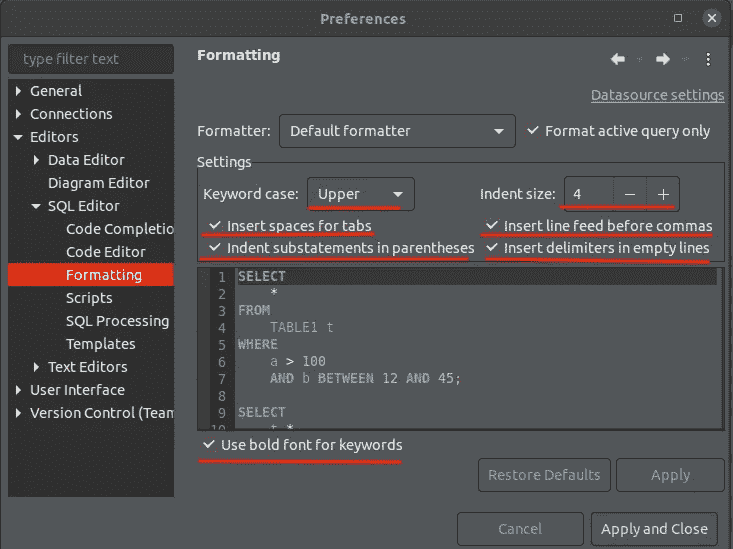 Preferences
type filter text
General
Connections
Editors
Data Editor
Diagram Editor
SQL Editor
Code Completio
Code Editor
Formatting
Scripts
SQL Processing
Templates
Text Editors
User Interface
Version Control (Team
Formatting
Datasource settings
Formatter: Default formatter Format active query only
Settings
Keyword case: Upper Indent size: 4 − +
Insert spaces for tabs Insert line feed before commas
Indent substatements in parentheses Insert delimiters in empty lines
1 SELECT
2 *
3 FROM
4 TABLE1 t
5 WHERE
6 a > 100
7 AND b BETWEEN 12 AND 45;
8
9 SELECT
10 t.*
Use bold font for keywords
Restore Defaults Apply
Cancel Apply and Close